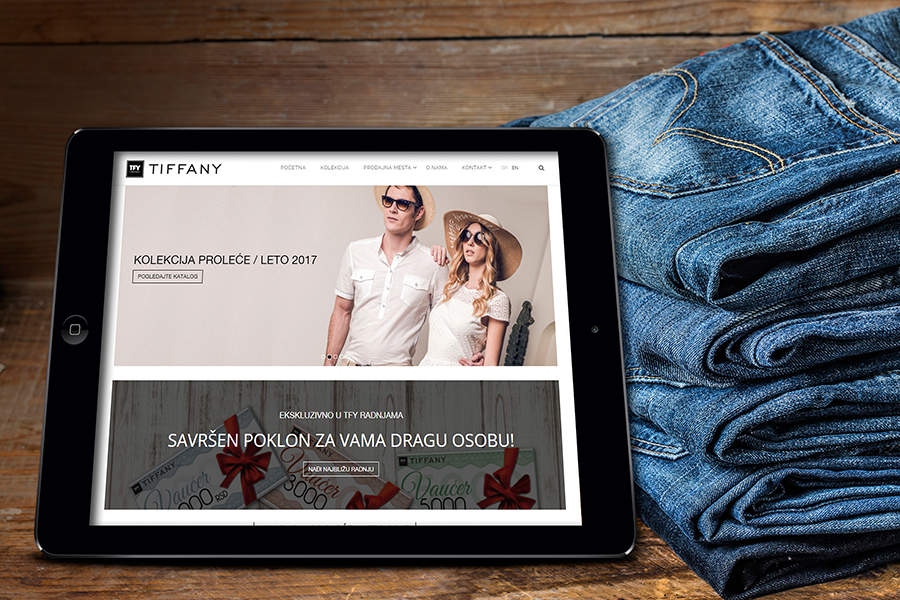 TFY TIFFANY
POČETNA KOLEKCIJA PRODAJNA MESTA O NAMA KONTAKT SR EN
KOLEKCIJA PROLEĆE / LETO 2017
POGLEDAJTE KATALOG
EKSKLUZIVNO U TFY RADNJAMA
SAVRŠEN POKLON ZA VAMA DRAGU OSOBU!
NAĐI NAJBLIŽU RADNJU
TIFFANY
Vaučer
000 RSD
TIFFANY
Vaučer
3000
TIFFANY
Vaučer
5000